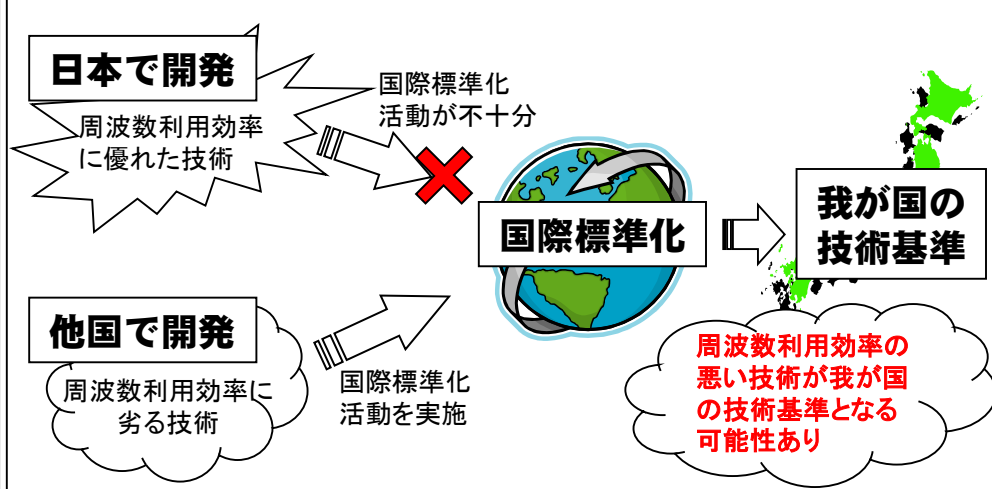 日本で開発
周波数利用効率
に優れた技術
国際標準化
活動が不十分
他国で開発
周波数利用効率に
劣る技術
国際標準化
活動を実施
国際標準化
我が国の
技術基準
周波数利用効率の
悪い技術が我が国
の技術基準となる
可能性あり